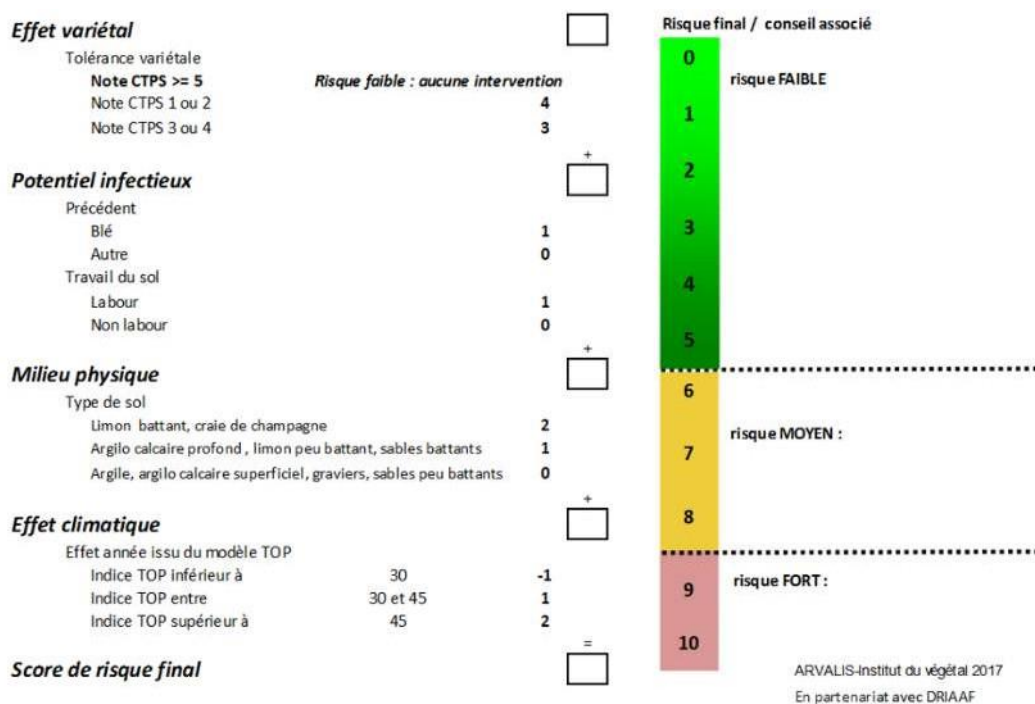 Effet variétal
Tolérance variétale
Note CTPS >= 5 Risque faible : aucune intervention
Note CTPS 1 ou 2 4
Note CTPS 3 ou 4 3
+
Potentiel infectieux
Précédent
Blé 1
Autre 0
Travail du sol
Labour 1
Non labour 0
+
Milieu physique
Type de sol
Limon battant, craie de champagne 2
Argilo calcaire profond , limon peu battant, sables battants 1
Argile, argilo calcaire superficiel, graviers, sables peu battants 0
+
Effet climatique
Effet année issu du modèle TOP
Indice TOP inférieur à 30 -1
Indice TOP entre 30 et 45 1
Indice TOP supérieur à 45 2
=
Score de risque final
Risque final / conseil associé
0
risque FAIBLE
1
2
3
4
5
6
risque MOYEN :
7
8
risque FORT :
9
10
ARVALIS-Institut du végétal 2017
En partenariat avec DRIAAF